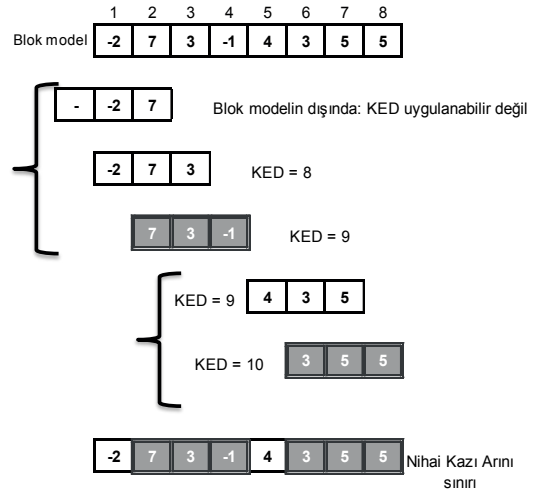 1 2 3 4 5 6 7 8
Blok model -2 7 3 -1 4 3 5 5
- -2 7 Blok modelin dışında: KED uygulanabilir değil
-2 7 3 KED = 8
7 3 -1 KED = 9
KED = 9 4 3 5
KED = 10 3 5 5
-2 7 3 -1 4 3 5 5 Nihai Kazı Arını
sınırı